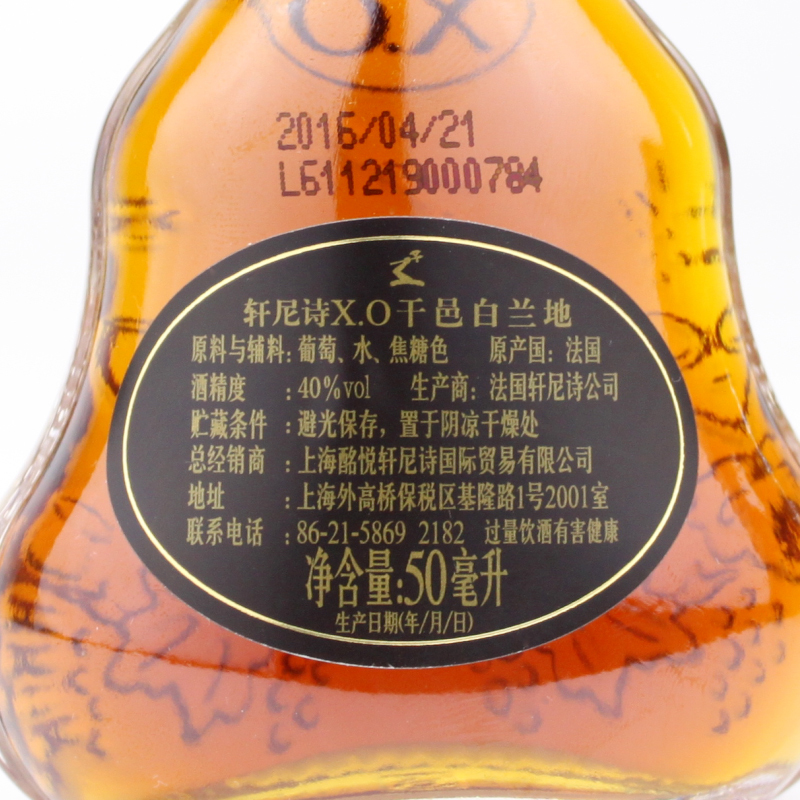 X.O
2016/04/21
L611219000784
轩尼诗X.O干邑白兰地
原料与辅料：葡萄、水、焦糖色 原产国：法国
酒精度：40%vol 生产商：法国轩尼诗公司
贮藏条件：避光保存，置于阴凉干燥处
总经销商：上海酩悦轩尼诗国际贸易有限公司
地址：上海外高桥保税区基隆路1号2001室
联系电话：86-21-5869 2182 过量饮酒有害健康
净含量:50毫升
生产日期(年/月/日)